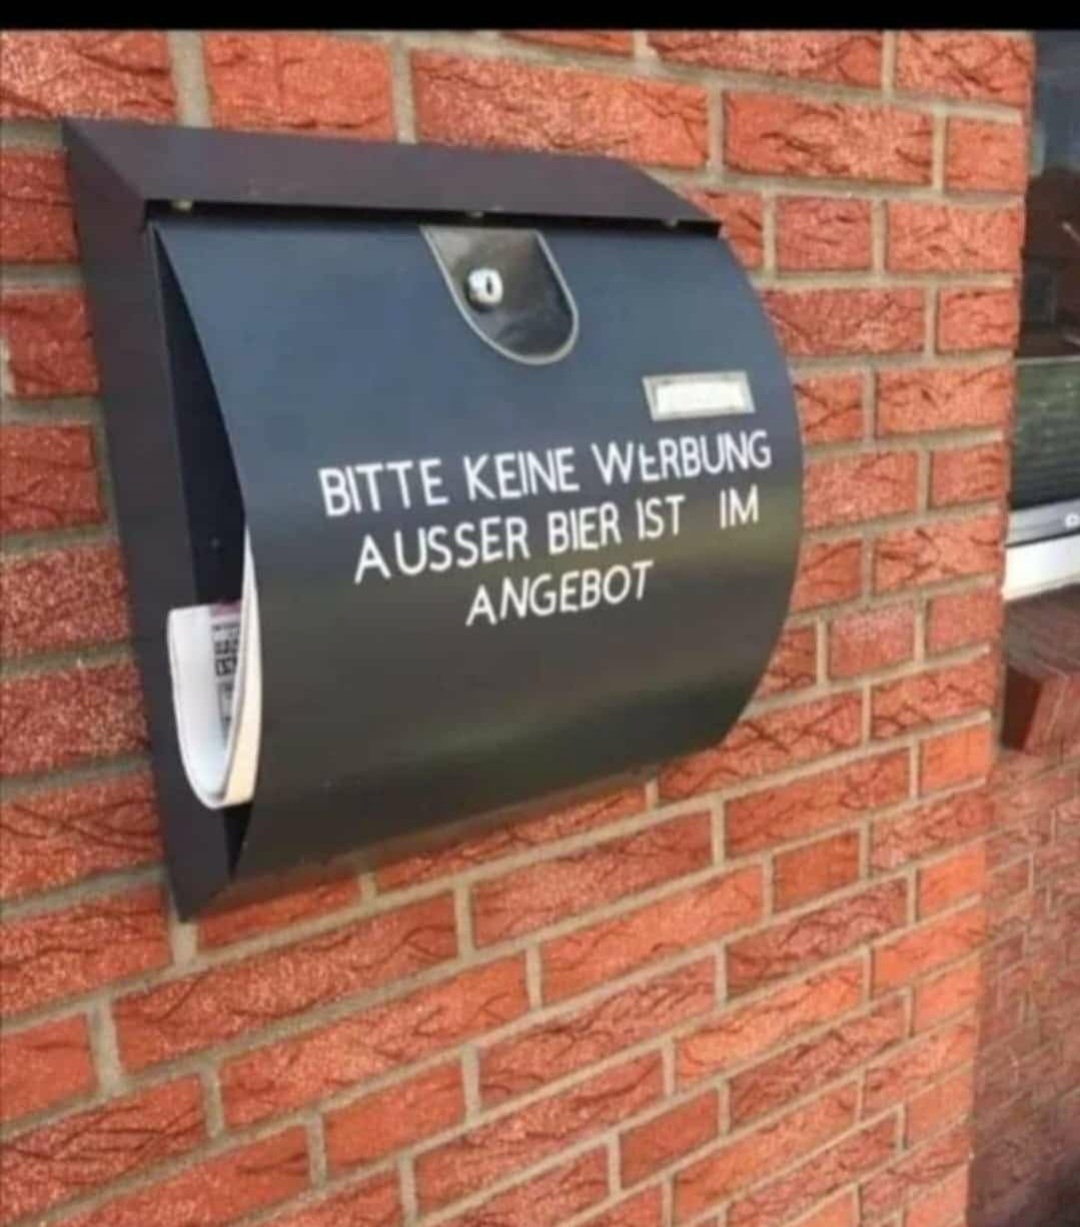 BITTE KEINE WERBUNG
AUSSER BIER IST IM
ANGEBOT